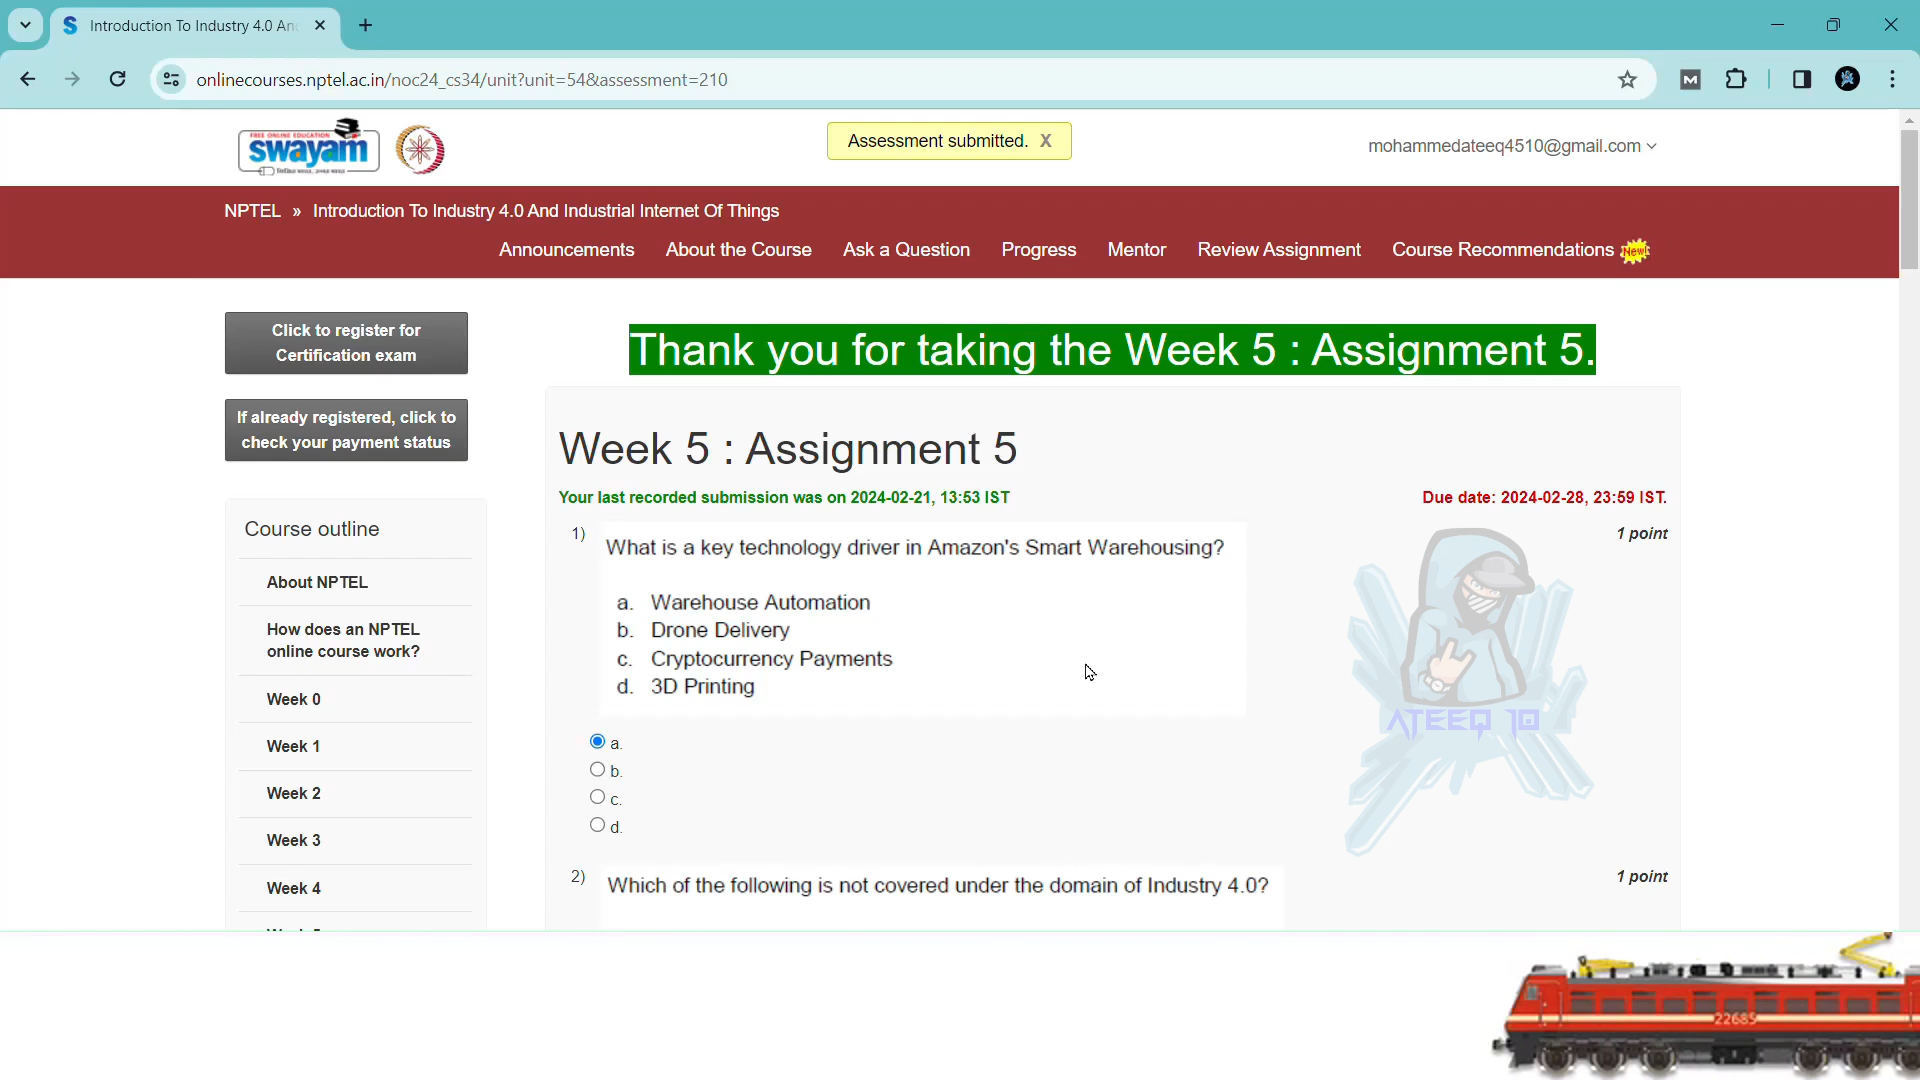 Introduction To Industry 4.0 An
onlinecourses.nptel.ac.in/noc24_cs34/unit?unit=54&assessment=210
FREE ONLINE EDUCATION
swayam
Assessment submitted. X
mohammedateeq4510@gmail.com
NPTEL » Introduction To Industry 4.0 And Industrial Internet Of Things
Announcements About the Course Ask a Question Progress Mentor Review Assignment Course Recommendations New!
Click to register for
Certification exam
If already registered, click to
check your payment status
Thank you for taking the Week 5 : Assignment 5.
Week 5 : Assignment 5
Your last recorded submission was on 2024-02-21, 13:53 IST
Due date: 2024-02-28, 23:59 IST.
Course outline
About NPTEL
How does an NPTEL
online course work?
Week 0
Week 1
Week 2
Week 3
Week 4
1) What is a key technology driver in Amazon's Smart Warehousing?
1 point
a. Warehouse Automation
b. Drone Delivery
c. Cryptocurrency Payments
d. 3D Printing
a.
b.
c.
d.
ATEEQ 10
2) Which of the following is not covered under the domain of Industry 4.0?
1 point
22685